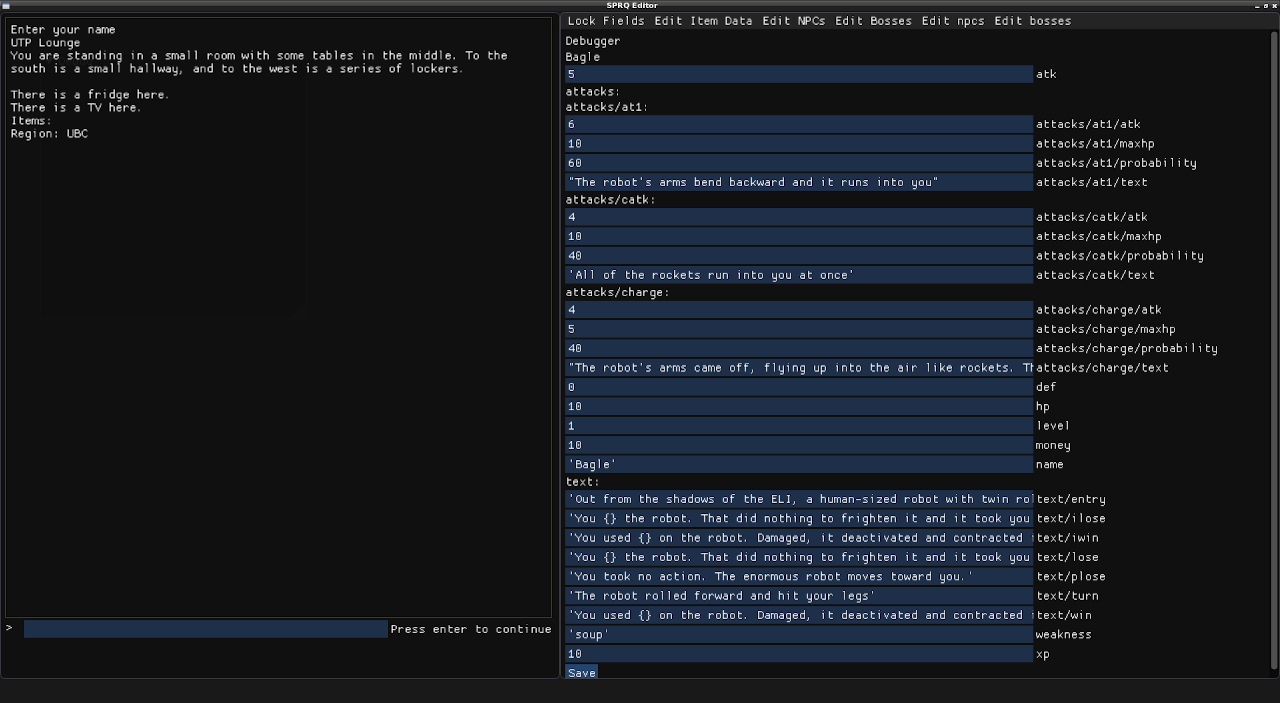 SPRQ Editor
Enter your name
UTP Lounge
You are standing in a small room with some tables in the middle. To the
south is a small hallway, and to the west is a series of lockers.
There is a fridge here.
There is a TV here.
Items:
Region: UBC
> Press enter to continue
Lock Fields Edit Item Data Edit NPCs Edit Bosses Edit npcs Edit bosses
Debugger
Bagle
5 atk
attacks:
attacks/at1:
6 attacks/at1/atk
10 attacks/at1/maxhp
60 attacks/at1/probability
"The robot's arms bend backward and it runs into you" attacks/at1/text
attacks/catk:
4 attacks/catk/atk
10 attacks/catk/maxhp
40 attacks/catk/probability
'All of the rockets run into you at once' attacks/catk/text
attacks/charge:
4 attacks/charge/atk
5 attacks/charge/maxhp
40 attacks/charge/probability
"The robot's arms came off, flying up into the air like rockets. Th attacks/charge/text
0 def
10 hp
1 level
10 money
'Bagle' name
text:
'Out from the shadows of the ELI, a human-sized robot with twin rol text/entry
'You {} the robot. That did nothing to frighten it and it took you text/ilose
'You used {} on the robot. Damaged, it deactivated and contracted text/iwin
'You {} the robot. That did nothing to frighten it and it took you text/lose
'You took no action. The enormous robot moves toward you.' text/plose
'The robot rolled forward and hit your legs' text/turn
'You used {} on the robot. Damaged, it deactivated and contracted text/win
'soup' weakness
10 xp
Save